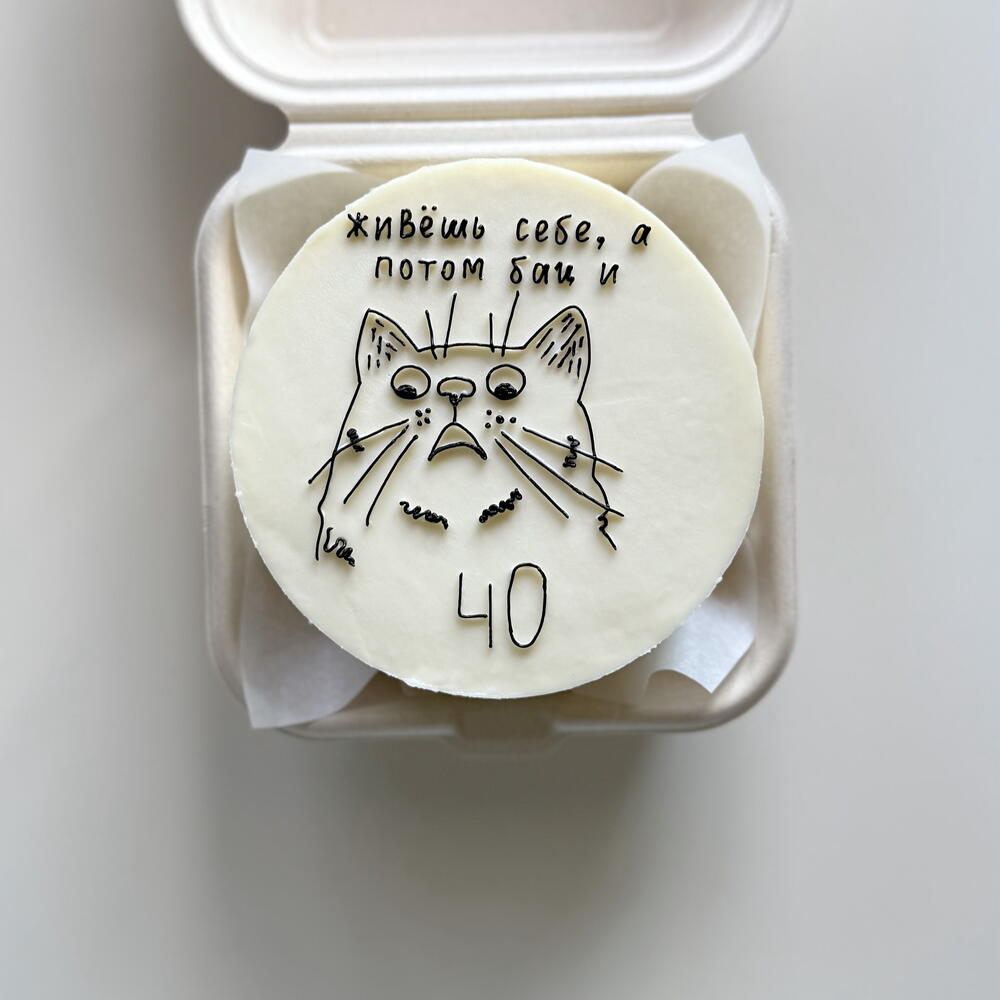 живёшь себе, а
потом бац и
40